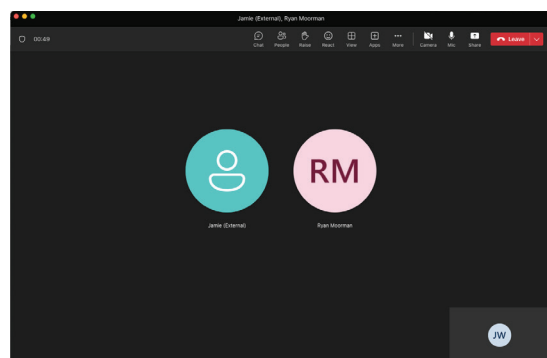 Jamie (External), Ryan Moorman
00:49
Chat People Raise React View Apps More Camera Mic Share Leave
RM
Jamie (External) Ryan Moorman
JW